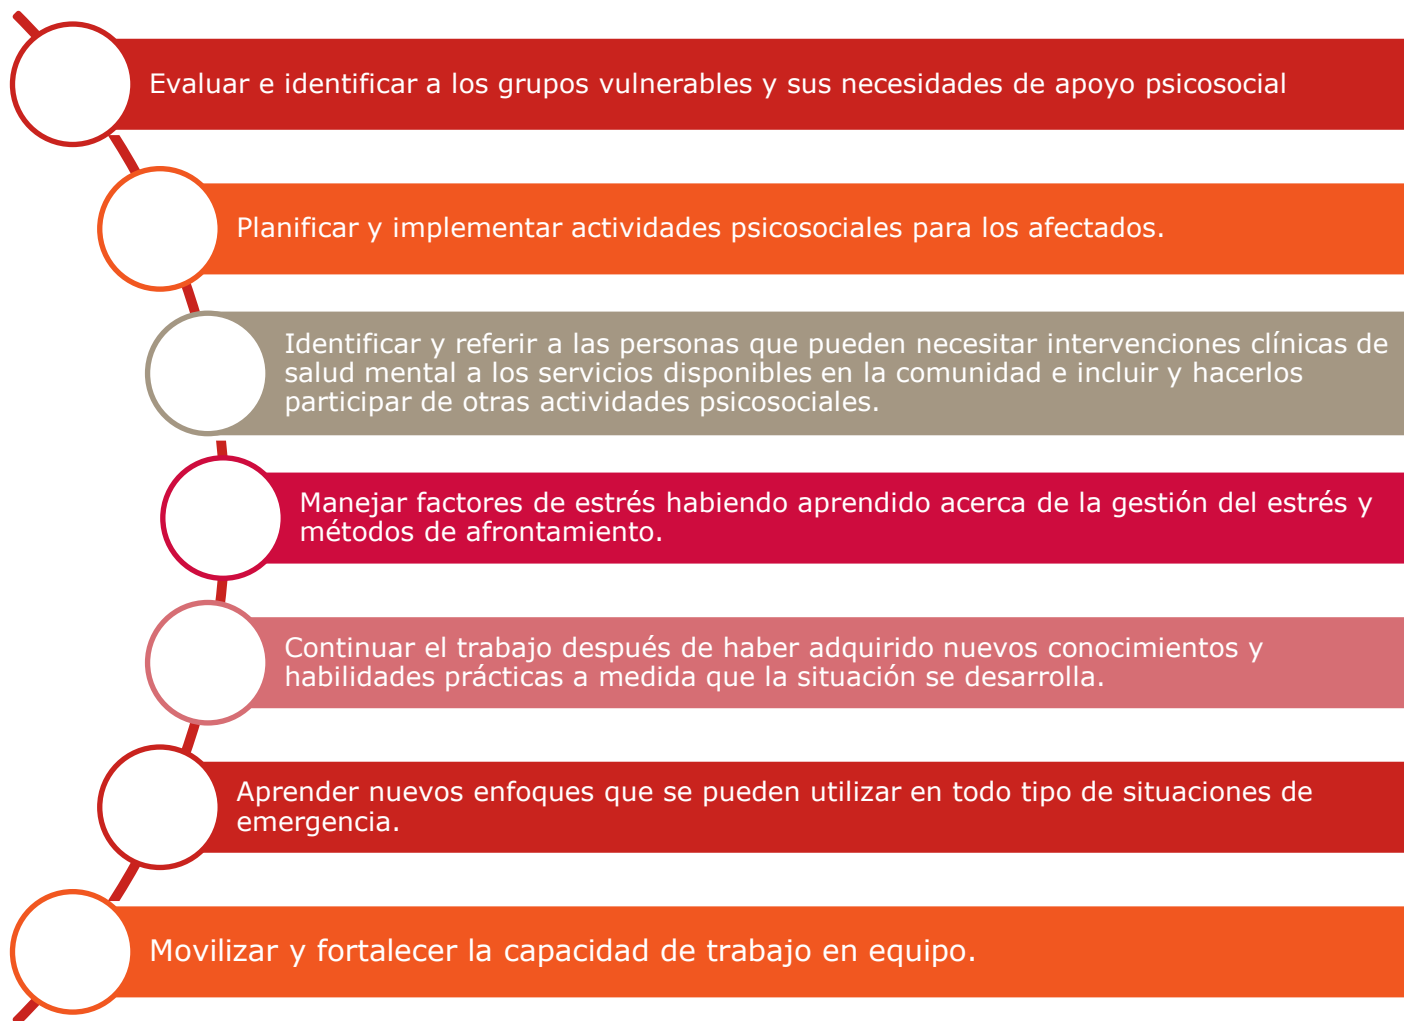 Evaluar e identificar a los grupos vulnerables y sus necesidades de apoyo psicosocial
Planificar y implementar actividades psicosociales para los afectados.
Identificar y referir a las personas que pueden necesitar intervenciones clínicas de
salud mental a los servicios disponibles en la comunidad e incluir y hacerlos
participar de otras actividades psicosociales.
Manejar factores de estrés habiendo aprendido acerca de la gestión del estrés y
métodos de afrontamiento.
Continuar el trabajo después de haber adquirido nuevos conocimientos y
habilidades prácticas a medida que la situación se desarrolla.
Aprender nuevos enfoques que se pueden utilizar en todo tipo de situaciones de
emergencia.
Movilizar y fortalecer la capacidad de trabajo en equipo.